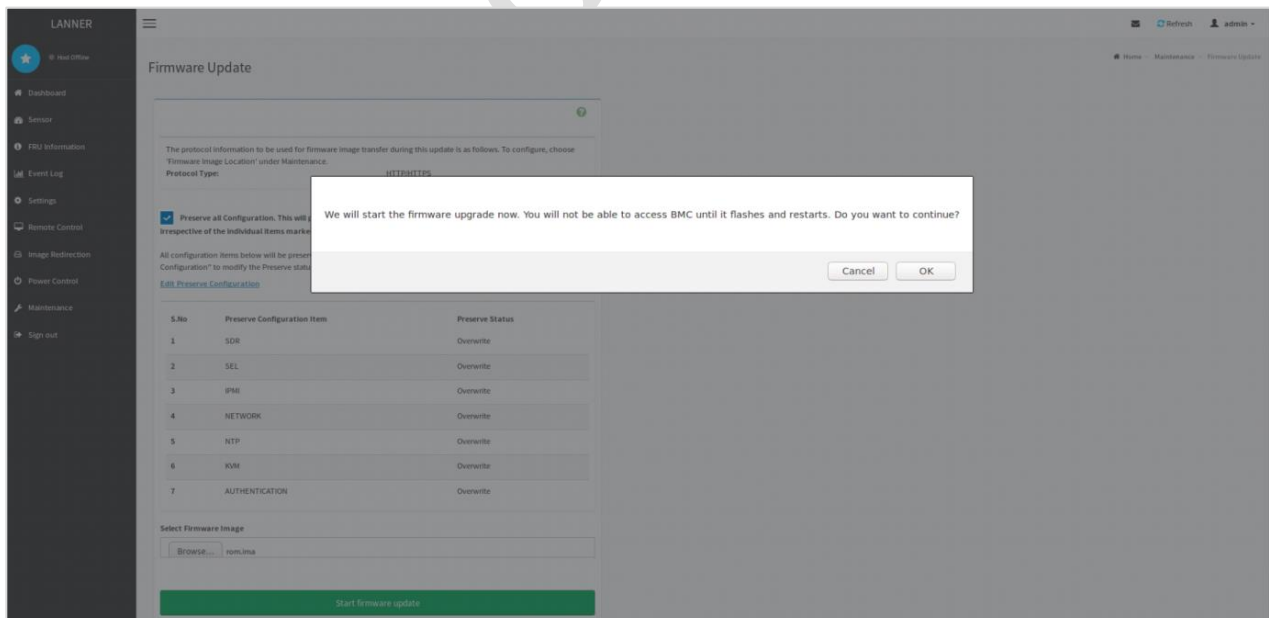 LANNER
Refresh admin
Host Offline
Home - Maintenance - Firmware Update
Firmware Update
Dashboard
Sensor
FRU Information
Event Log
Settings
Remote Control
Image Redirection
Power Control
Maintenance
Sign out
The protocol information to be used for firmware image transfer during this update is as follows. To configure, choose
'Firmware Image Location' under Maintenance.
Protocol Type: HTTP/HTTPS
Preserve all Configuration. This will
irrespective of the individual items marke
All configuration items below will be preser
Configuration" to modify the Preserve statu
Edit Preserve Configuration
We will start the firmware upgrade now. You will not be able to access BMC until it flashes and restarts. Do you want to continue?
Cancel OK
S.No Preserve Configuration Item Preserve Status
1 SDR Overwrite
2 SEL Overwrite
3 IPMI Overwrite
4 NETWORK Overwrite
5 NTP Overwrite
6 KVM Overwrite
7 AUTHENTICATION Overwrite
Select Firmware Image
Browse... rom.ima
Start firmware update